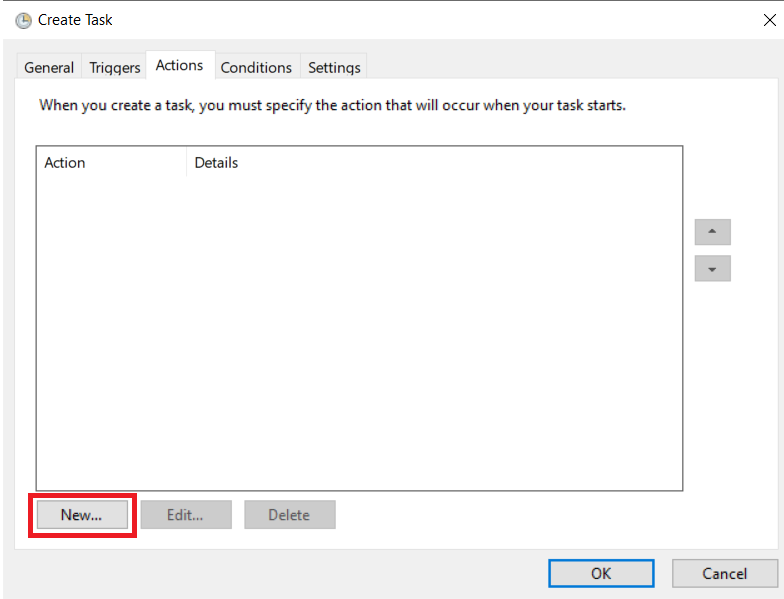 Create Task
General Triggers Actions Conditions Settings
When you create a task, you must specify the action that will occur when your task starts.
Action Details
New... Edit... Delete
OK Cancel